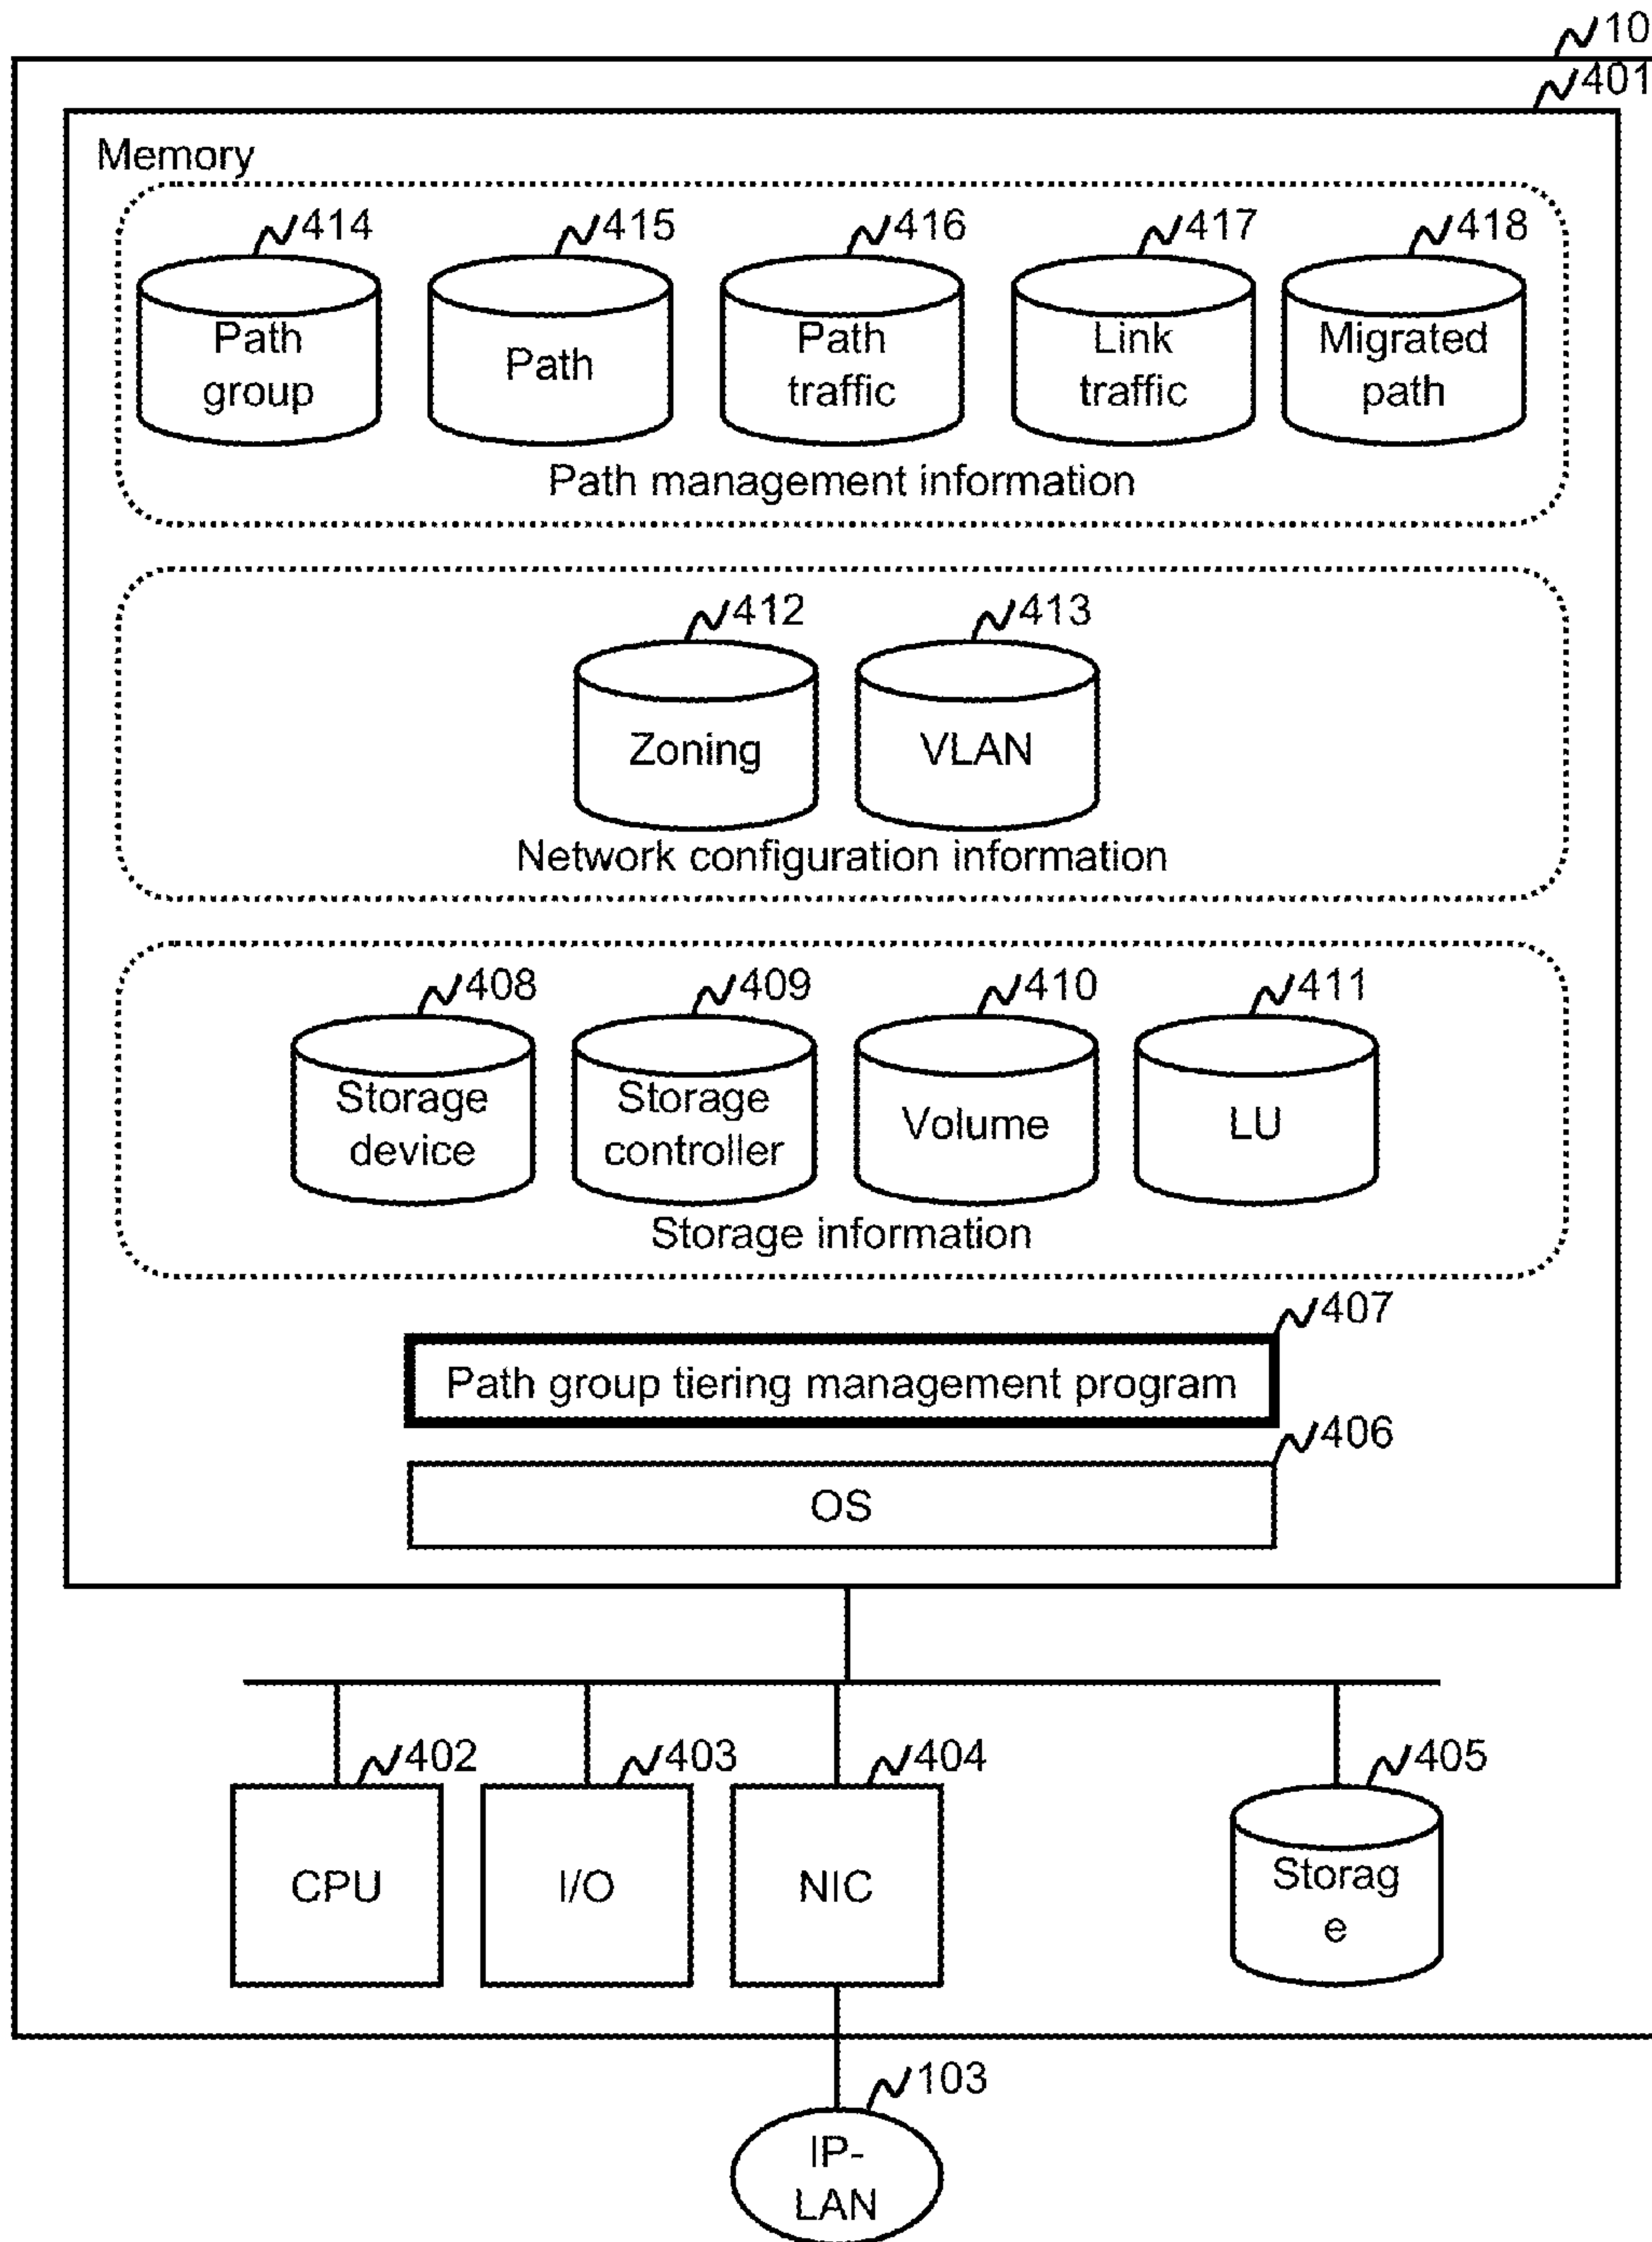 10
401
Memory
414
415
416
417
418
Path
group
Path
Path
traffic
Link
traffic
Migrated
path
Path management information
412
413
Zoning
VLAN
Network configuration information
408
409
410
411
Storage
device
Storage
controller
Volume
LU
Storage information
407
Path group tiering management program
406
OS
402
403
404
405
CPU
I/O
NIC
Storag
e
103
IP-
LAN